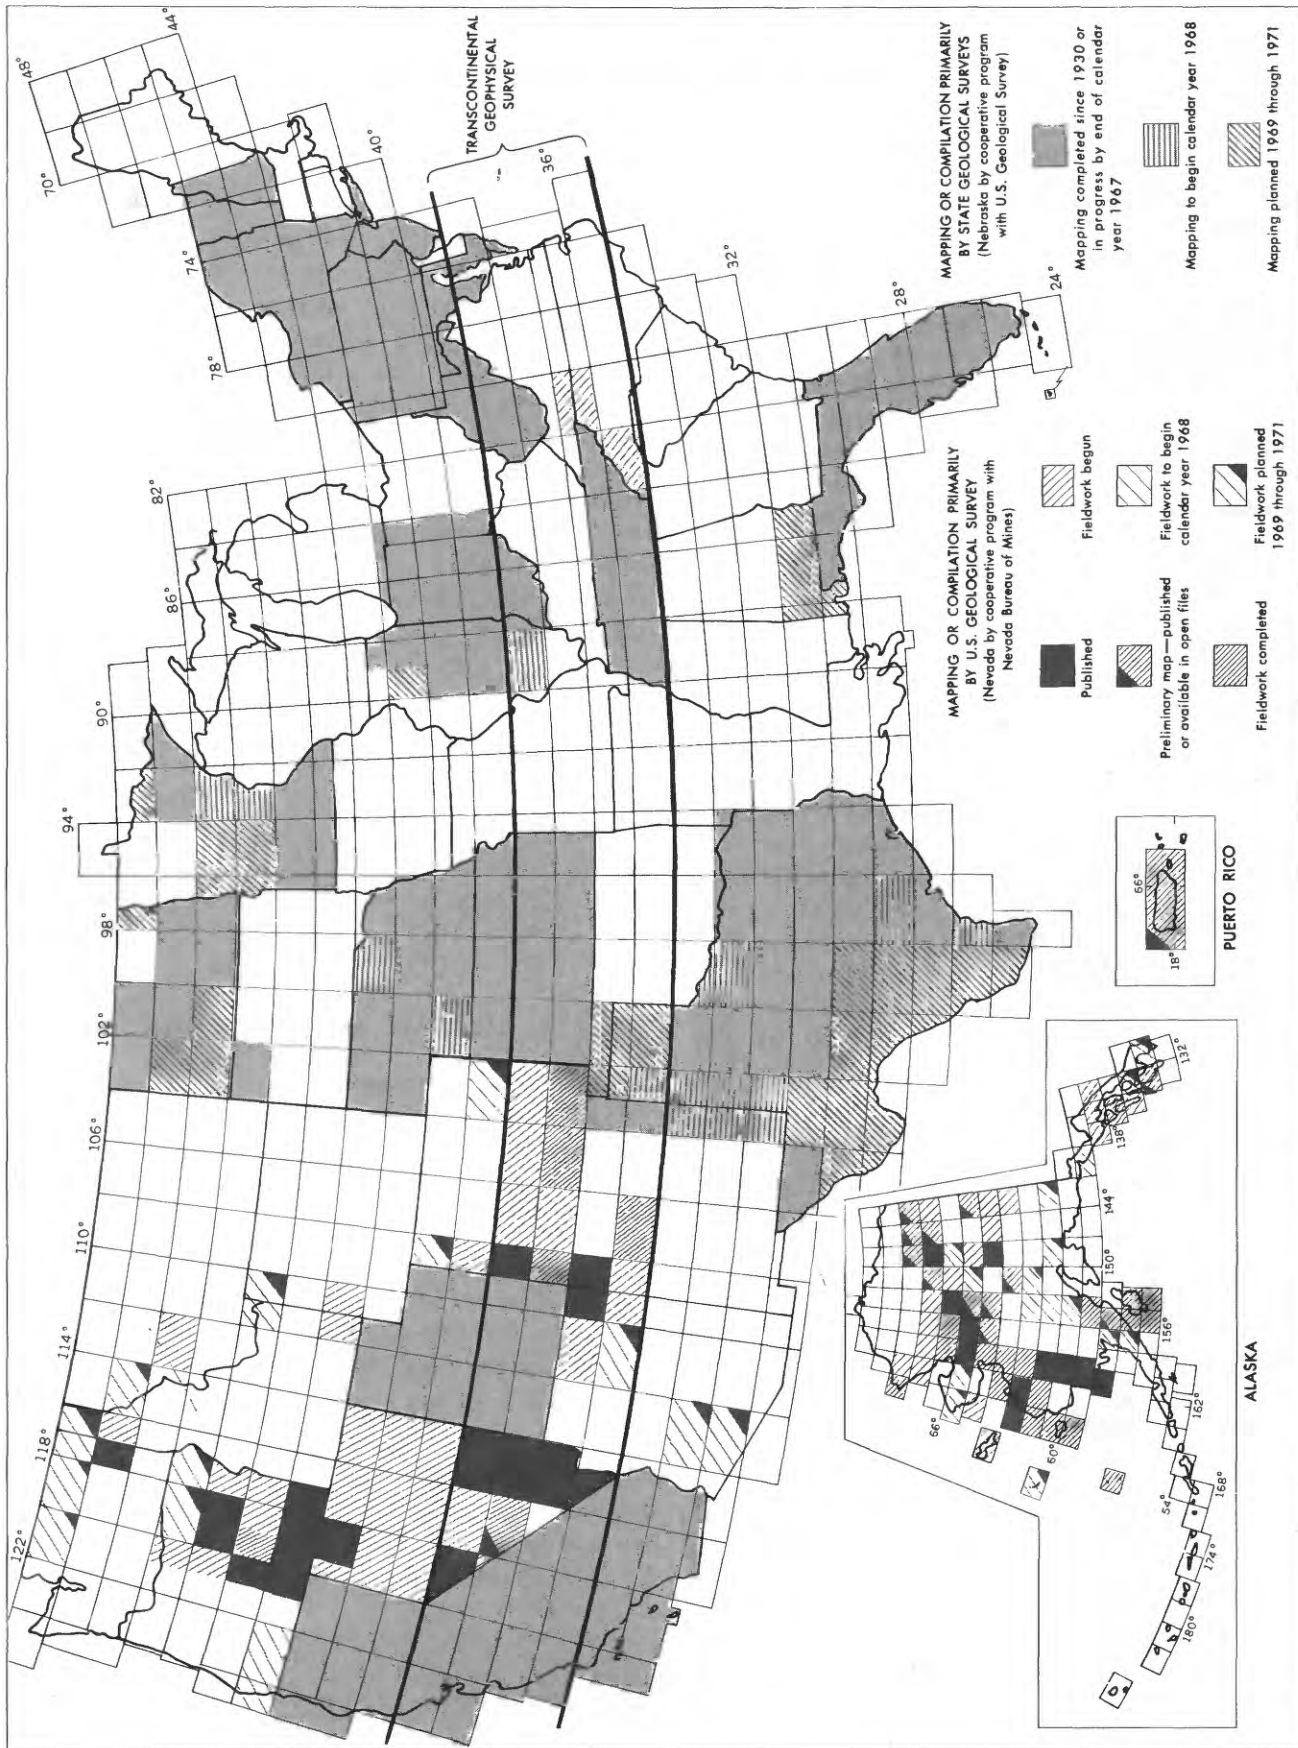 TRANSCONTINENTAL
GEOPHYSICAL
SURVEY
48°
44°
70°
40°
74°
36°
78°
32°
82°
28°
86°
24°
90°
94°
98°
102°
106°
110°
114°
118°
122°
MAPPING OR COMPILATION PRIMARILY
BY U.S. GEOLOGICAL SURVEY
(Nevada by cooperative program with
Nevada Bureau of Mines)
Published
Preliminary map—published
or available in open files
Fieldwork completed
Fieldwork begun
Fieldwork to begin
calendar year 1968
Fieldwork planned
1969 through 1971
MAPPING OR COMPILATION PRIMARILY
BY STATE GEOLOGICAL SURVEYS
(Nebraska by cooperative program
with U.S. Geological Survey)
Mapping completed since 1930 or
in progress by end of calendar
year 1967
Mapping to begin calendar year 1968
Mapping planned 1969 through 1971
66°
18°
PUERTO RICO
66°
60°
54°
132°
138°
144°
150°
156°
162°
168°
174°
180°
ALASKA